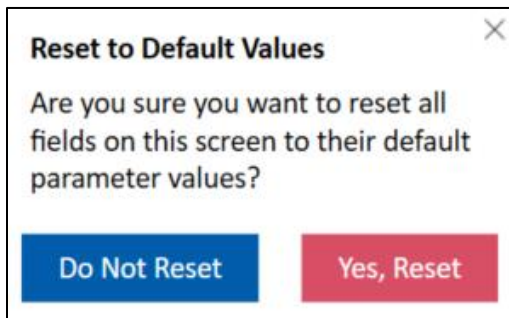 Reset to Default Values
Are you sure you want to reset all
fields on this screen to their default
parameter values?
Do Not Reset
Yes, Reset